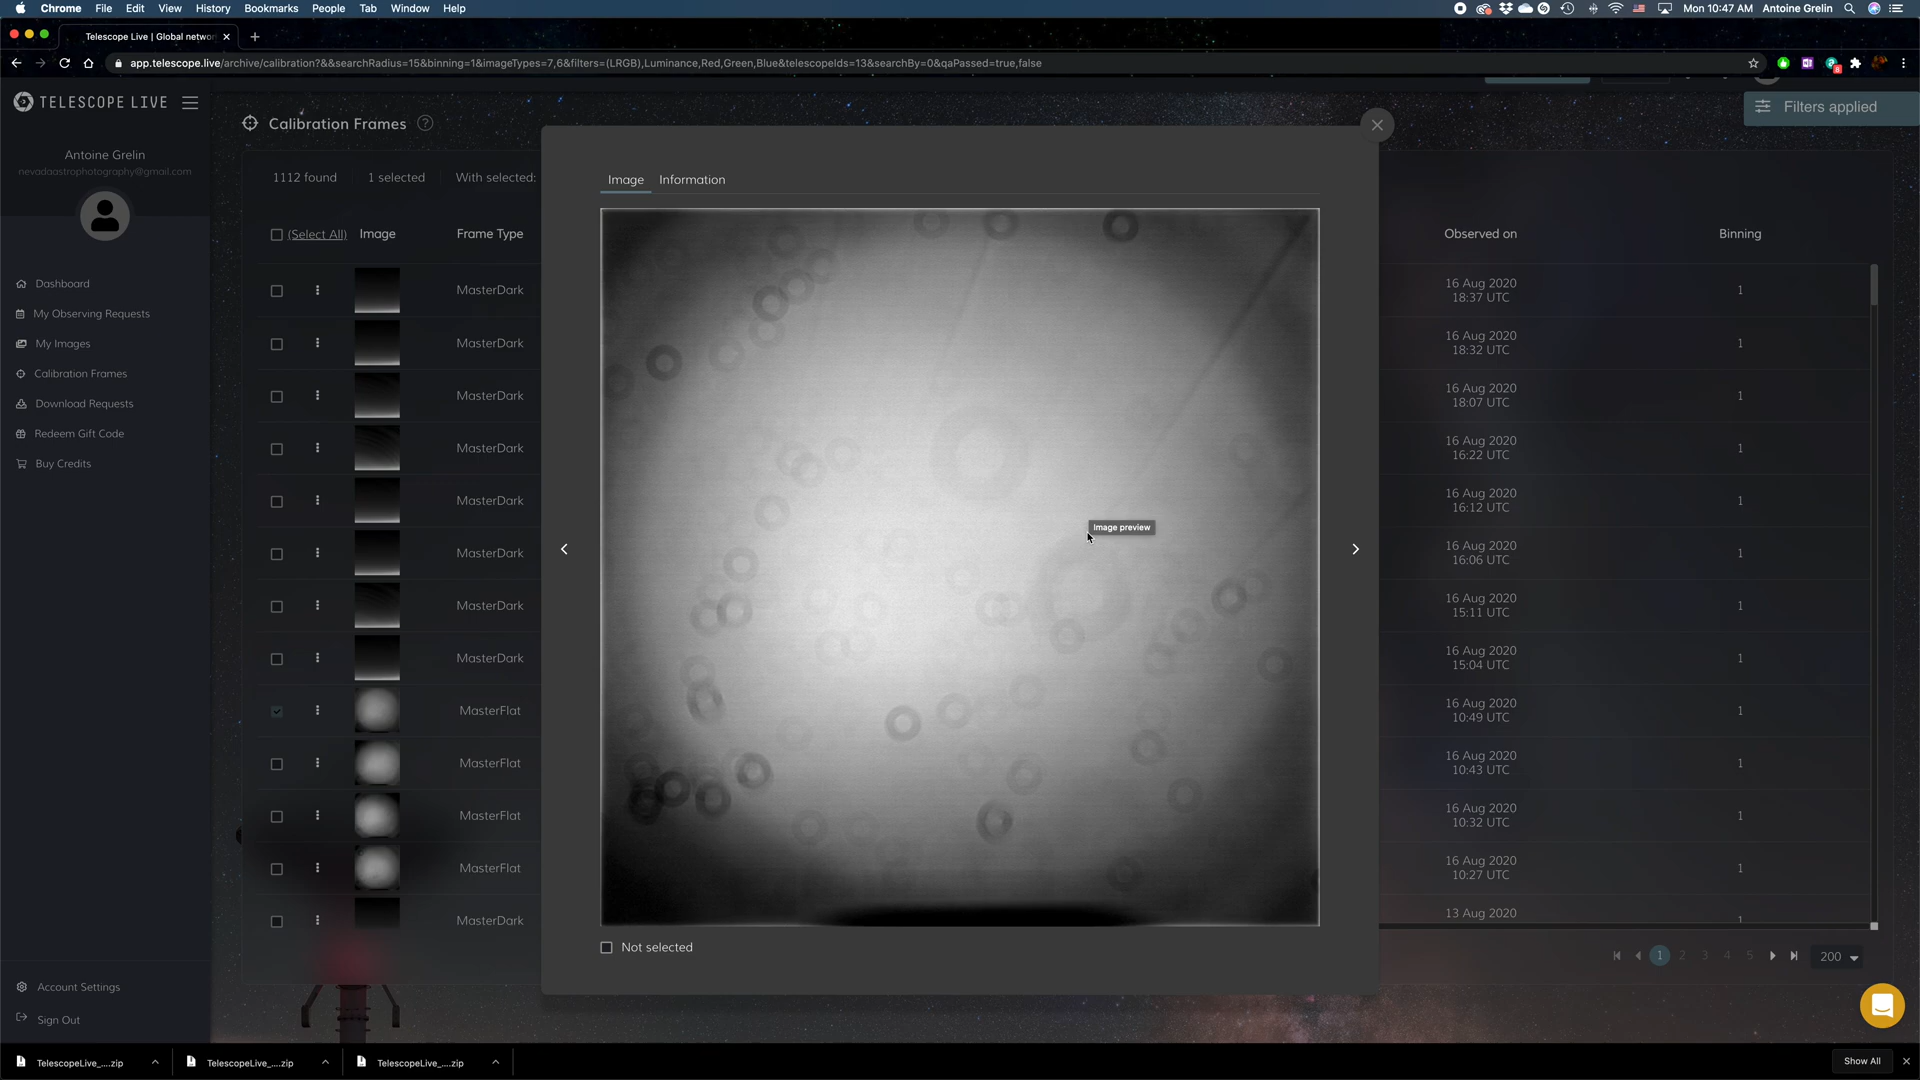 Chrome File Edit View History Bookmarks People Tab Window Help
Mon 10:47 AM Antoine Grelin
Telescope Live | Global networ
app.telescope.live/archive/calibration?&&searchRadius=15&binning=1&imageTypes=7,6&filters=(LRGB),Luminance,Red,Green,Blue&telescopeIds=13&searchBy=0&qaPassed=true,false
8
TELESCOPE LIVE
Antoine Grelin
nevadaastrophotography@gmail.com
Dashboard
My Observing Requests
My Images
Calibration Frames
Download Requests
Redeem Gift Code
Buy Credits
Account Settings
Sign Out
Calibration Frames ?
Filters applied
1112 found 1 selected With selected:
(Select All) Image Frame Type Observed on Binning
MasterDark 16 Aug 2020 18:37 UTC 1
MasterDark 16 Aug 2020 18:32 UTC 1
MasterDark 16 Aug 2020 18:07 UTC 1
MasterDark 16 Aug 2020 16:22 UTC 1
MasterDark 16 Aug 2020 16:12 UTC 1
MasterDark 16 Aug 2020 16:06 UTC 1
MasterDark 16 Aug 2020 15:11 UTC 1
MasterDark 16 Aug 2020 15:04 UTC 1
MasterFlat 16 Aug 2020 10:49 UTC 1
MasterFlat 16 Aug 2020 10:43 UTC 1
MasterFlat 16 Aug 2020 10:32 UTC 1
MasterFlat 16 Aug 2020 10:27 UTC 1
MasterDark 13 Aug 2020 1
Image Information
Image preview
Not selected
1 2 3 4 5 200
TelescopeLive_....zip TelescopeLive_....zip TelescopeLive_....zip Show All